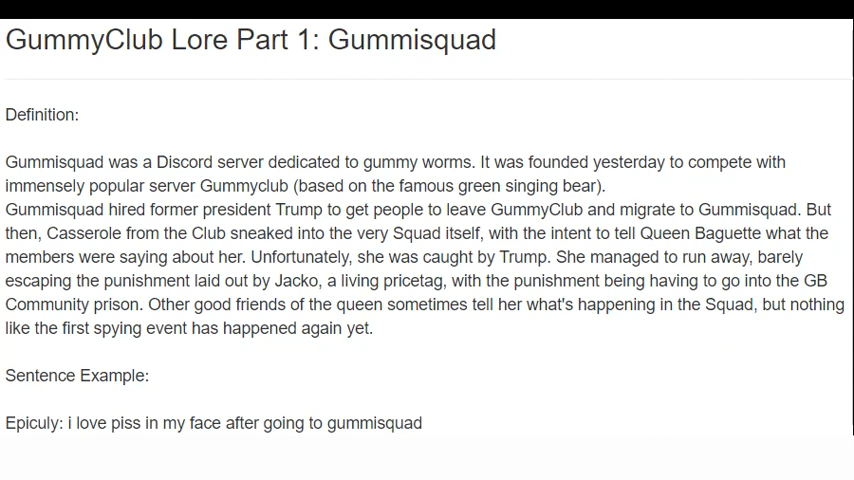 GummyClub Lore Part 1: Gummisquad
Definition:
Gummisquad was a Discord server dedicated to gummy worms. It was founded yesterday to compete with
immensely popular server Gummyclub (based on the famous green singing bear).
Gummisquad hired former president Trump to get people to leave GummyClub and migrate to Gummisquad. But
then, Casserole from the Club sneaked into the very Squad itself, with the intent to tell Queen Baguette what the
members were saying about her. Unfortunately, she was caught by Trump. She managed to run away, barely
escaping the punishment laid out by Jacko, a living pricetag, with the punishment being having to go into the GB
Community prison. Other good friends of the queen sometimes tell her what's happening in the Squad, but nothing
like the first spying event has happened again yet.
Sentence Example:
Epiculy: i love piss in my face after going to gummisquad